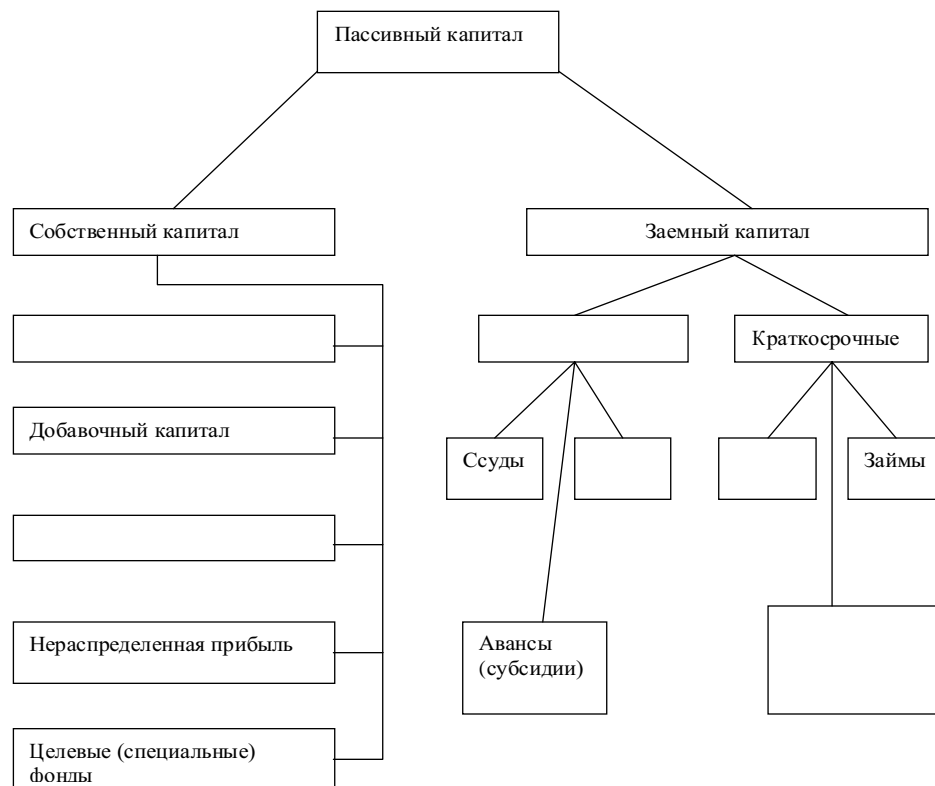 Пассивный капитал
Собственный капитал
Заемный капитал
Краткосрочные
Добавочный капитал
Ссуды
Займы
Нераспределенная прибыль
Авансы
(субсидии)
Целевые (специальные)
фонды